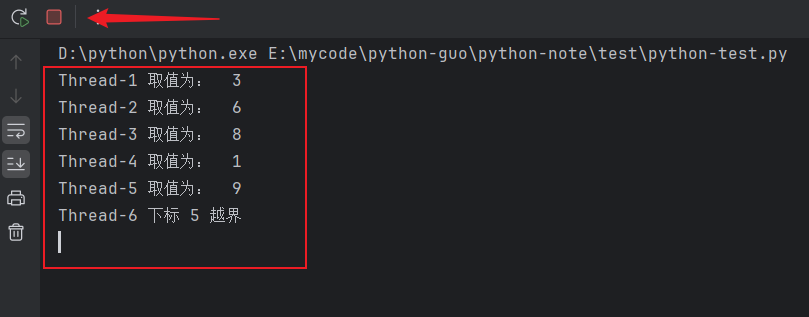 D:\python\python.exe E:\mycode\python-guo\python-note\test\python-test.py
Thread-1 取值为： 3
Thread-2 取值为： 6
Thread-3 取值为： 8
Thread-4 取值为： 1
Thread-5 取值为： 9
Thread-6 下标 5 越界